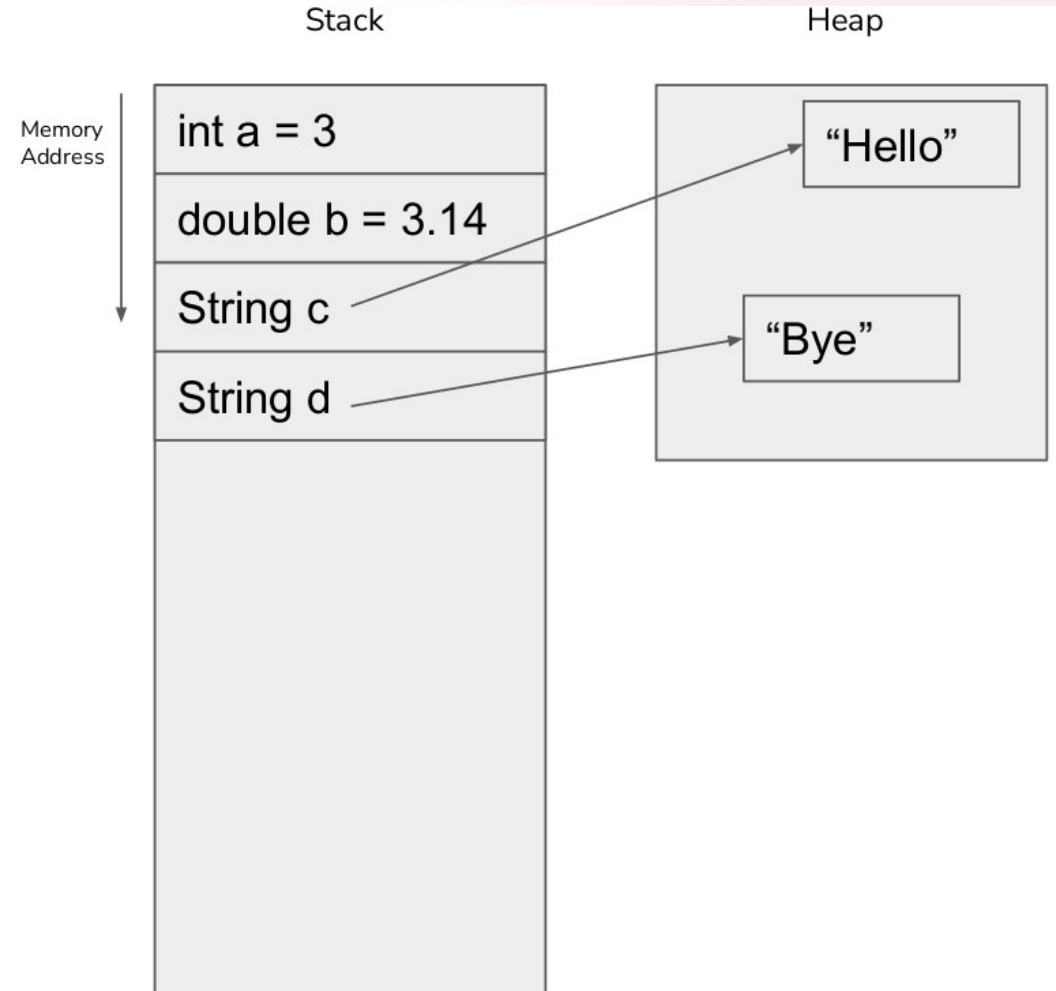 Stack
Heap
Memory
Address
int a = 3
double b = 3.14
String c
String d
“Hello”
“Bye”